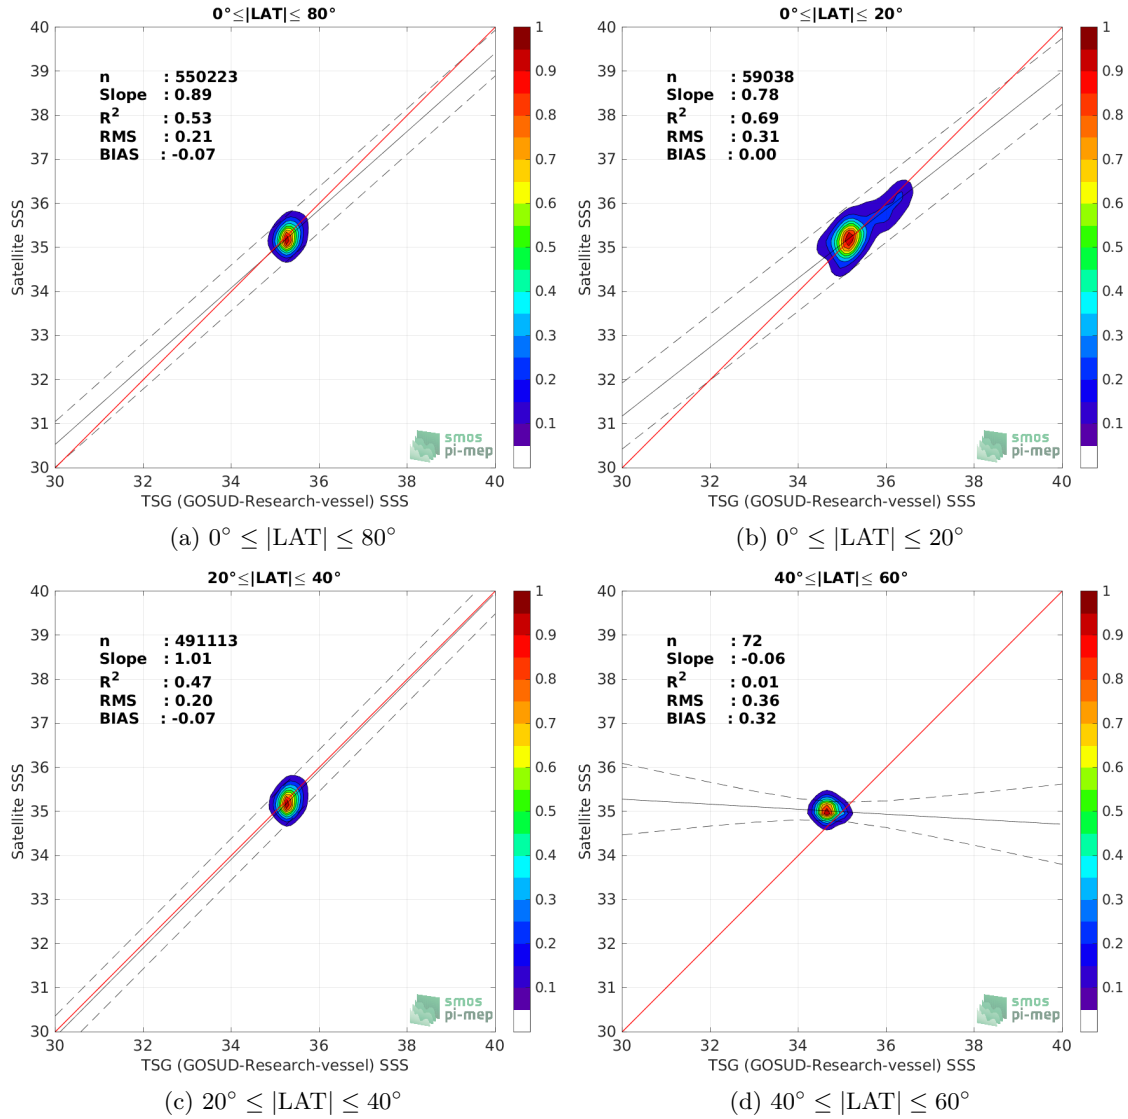 0°≤|LAT|≤ 80°
40
39
38
37
36
35
34
33
32
31
30
n : 550223
Slope : 0.89
R² : 0.53
RMS : 0.21
BIAS : -0.07
Satellite SSS
smos
pi-mep
30 32 34 36 38 40
TSG (GOSUD-Research-vessel) SSS
1
0.9
0.8
0.7
0.6
0.5
0.4
0.3
0.2
0.1
(a) 0° ≤ |LAT| ≤ 80°
0°≤|LAT|≤ 20°
40
39
38
37
36
35
34
33
32
31
30
n : 59038
Slope : 0.78
R² : 0.69
RMS : 0.31
BIAS : 0.00
Satellite SSS
smos
pi-mep
30 32 34 36 38 40
TSG (GOSUD-Research-vessel) SSS
1
0.9
0.8
0.7
0.6
0.5
0.4
0.3
0.2
0.1
(b) 0° ≤ |LAT| ≤ 20°
20°≤|LAT|≤ 40°
40
39
38
37
36
35
34
33
32
31
30
n : 491113
Slope : 1.01
R² : 0.47
RMS : 0.20
BIAS : -0.07
Satellite SSS
smos
pi-mep
30 32 34 36 38 40
TSG (GOSUD-Research-vessel) SSS
1
0.9
0.8
0.7
0.6
0.5
0.4
0.3
0.2
0.1
(c) 20° ≤ |LAT| ≤ 40°
40°≤|LAT|≤ 60°
40
39
38
37
36
35
34
33
32
31
30
n : 72
Slope : -0.06
R² : 0.01
RMS : 0.36
BIAS : 0.32
Satellite SSS
smos
pi-mep
30 32 34 36 38 40
TSG (GOSUD-Research-vessel) SSS
1
0.9
0.8
0.7
0.6
0.5
0.4
0.3
0.2
0.1
(d) 40° ≤ |LAT| ≤ 60°